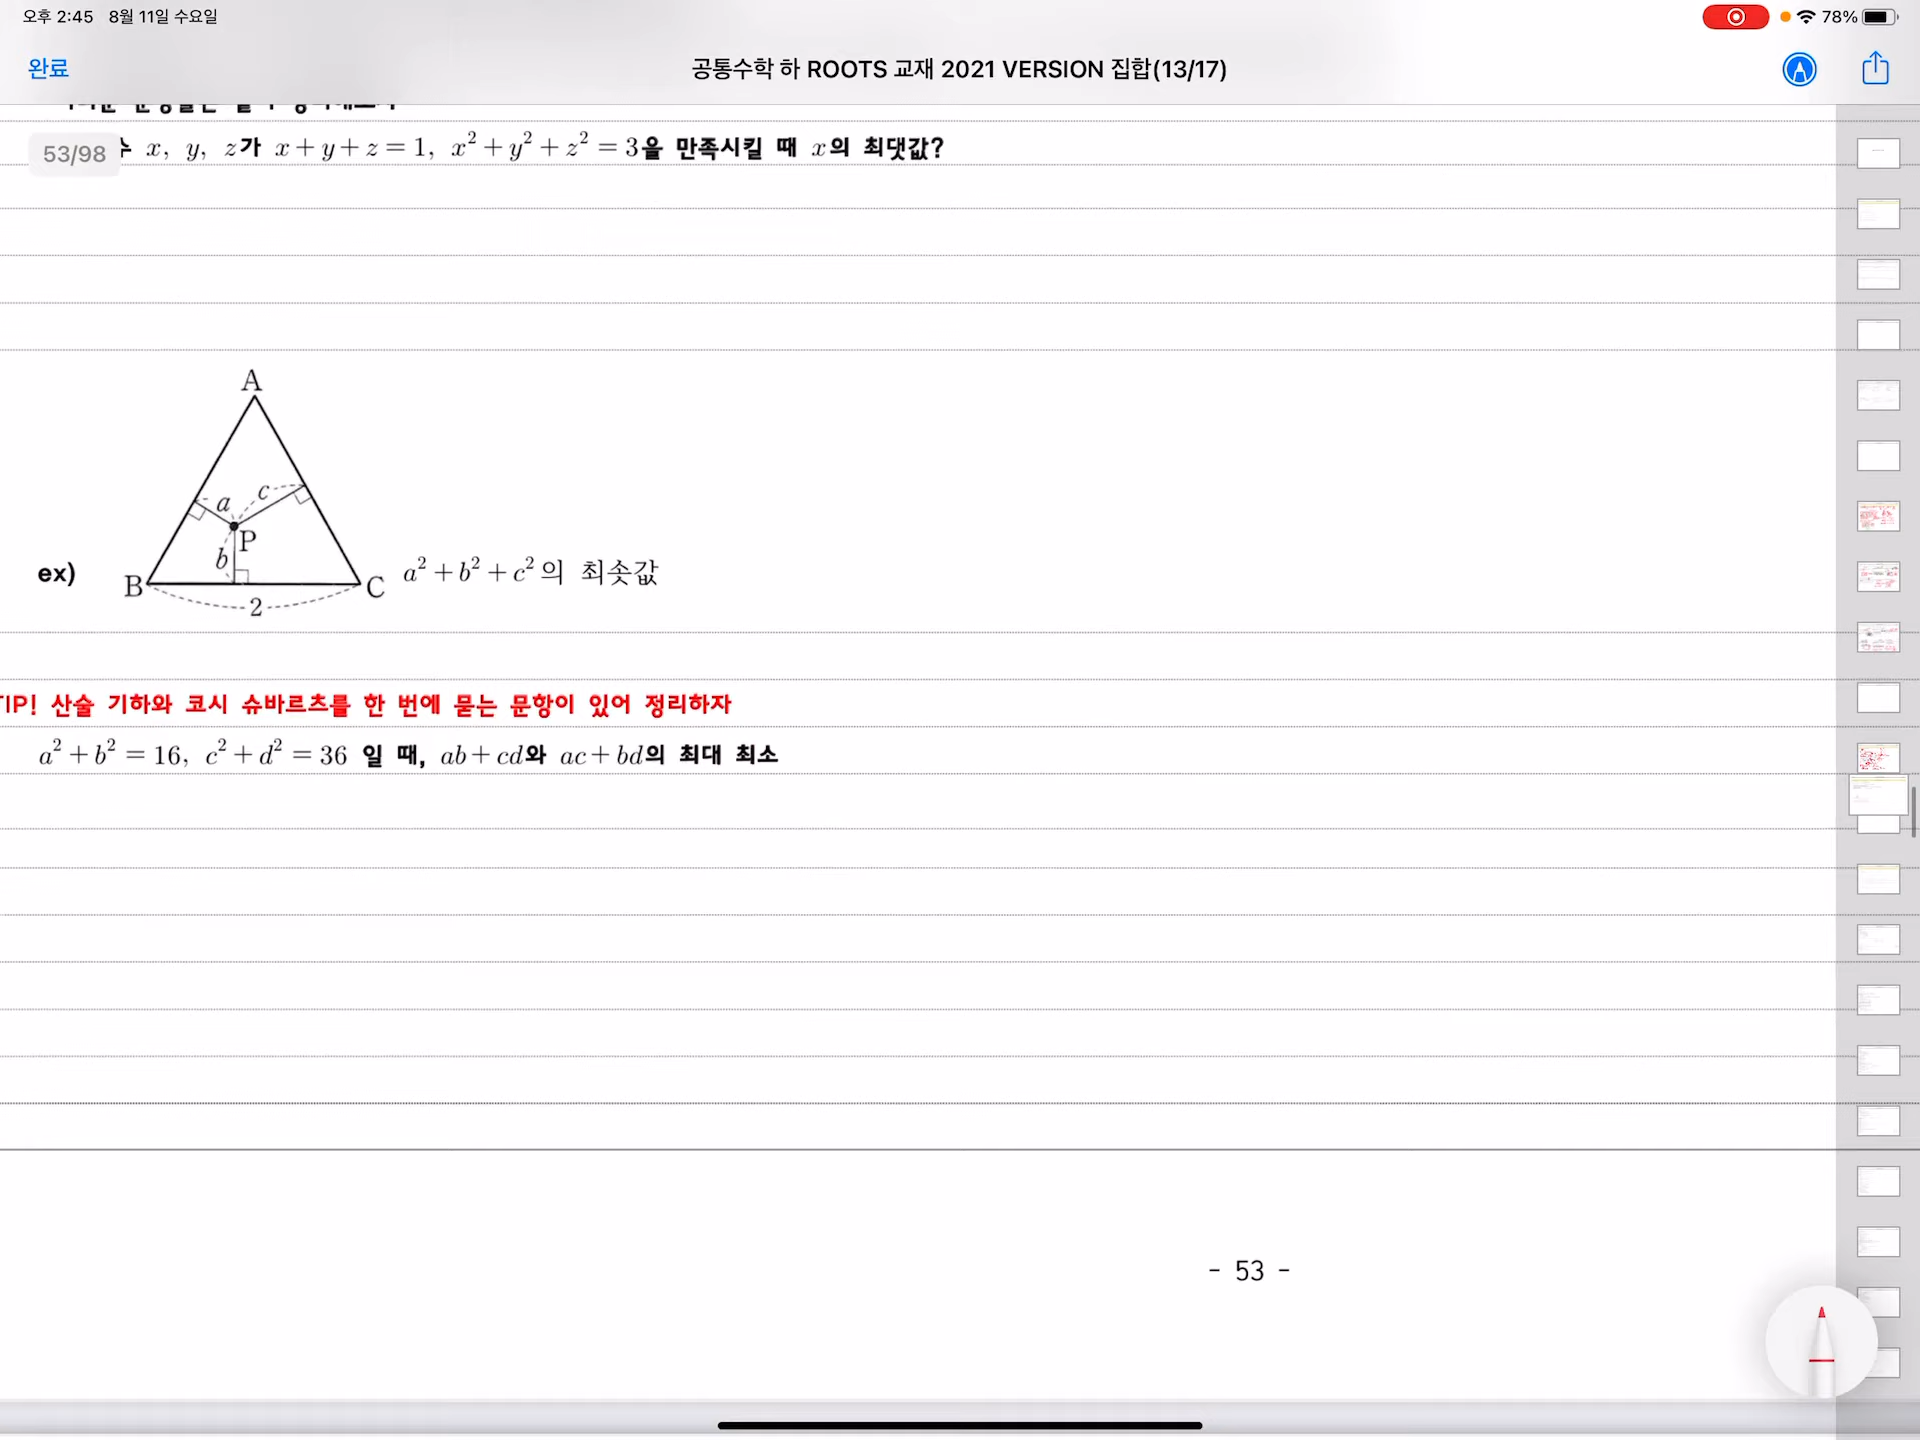 오후 2:45 8월 11일 수요일
78%
완료
공통수학 하 ROOTS 교재 2021 VERSION 집합(13/17)
53/98
x, y, z가 x+y+z=1, x²+y²+z²=3을 만족시킬 때 x의 최댓값?
A
a
c
P
b
ex)
B
C
2
a²+b²+c²의 최솟값
TIP! 산술 기하와 코시 슈바르츠를 한 번에 묻는 문항이 있어 정리하자
a²+b²=16, c²+d²=36 일 때, ab+cd와 ac+bd의 최대 최소
- 53 -